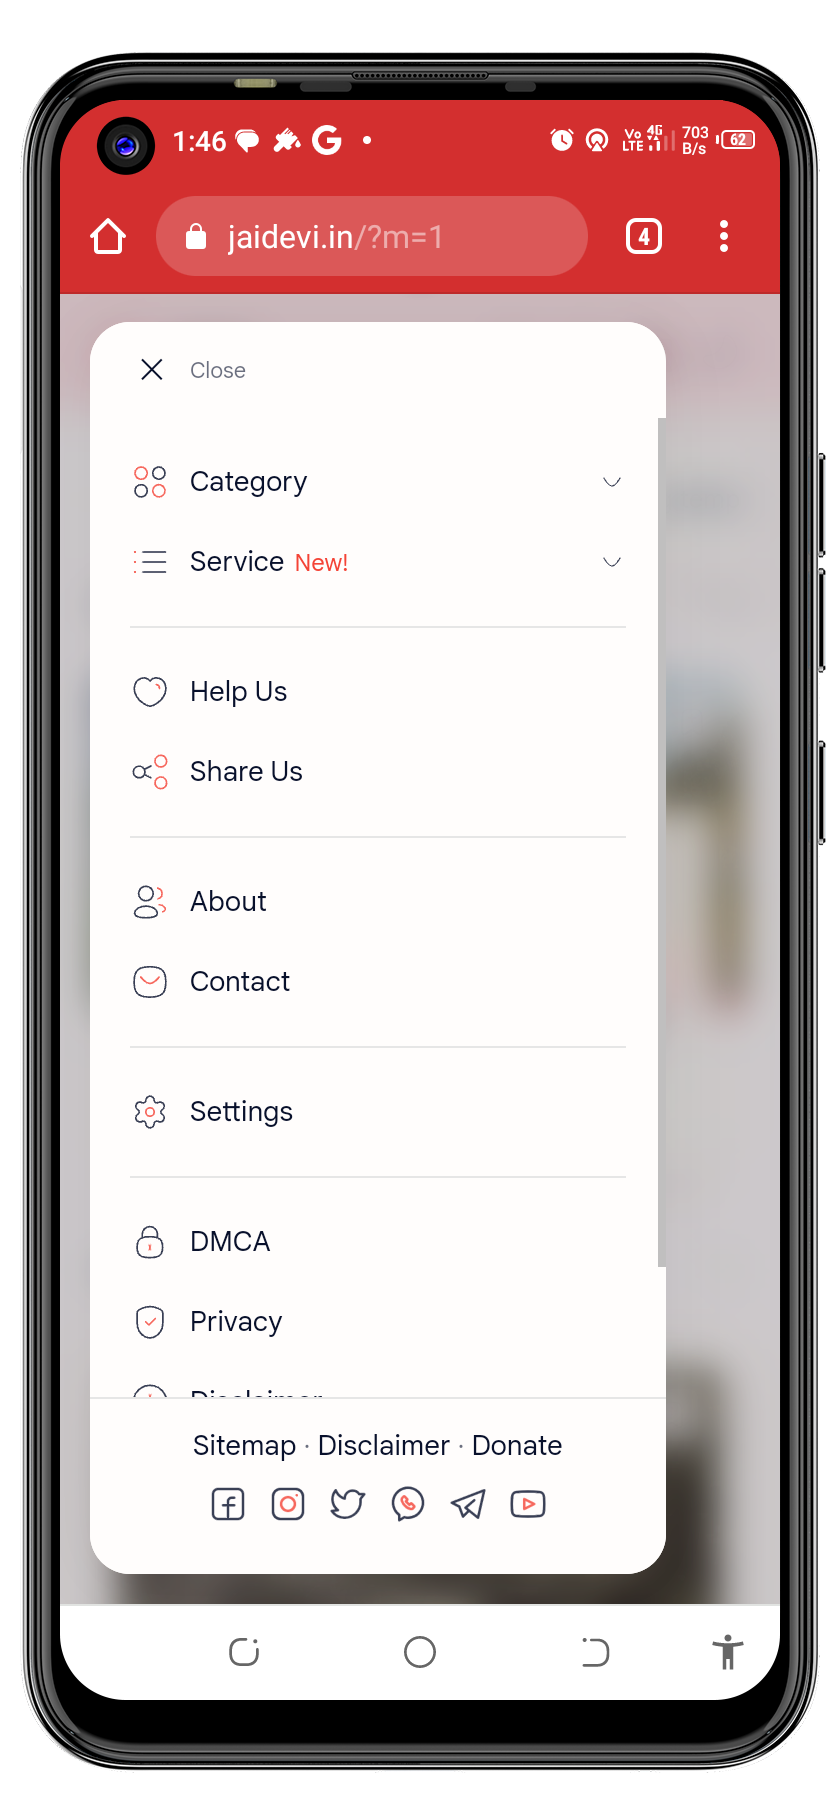 1:46 Vo LTE 4G 703 B/s 62
jaidevi.in/?m=1 4
Close
Category
Service New!
Help Us
Share Us
About
Contact
Settings
DMCA
Privacy
Disclaimer
Sitemap · Disclaimer · Donate